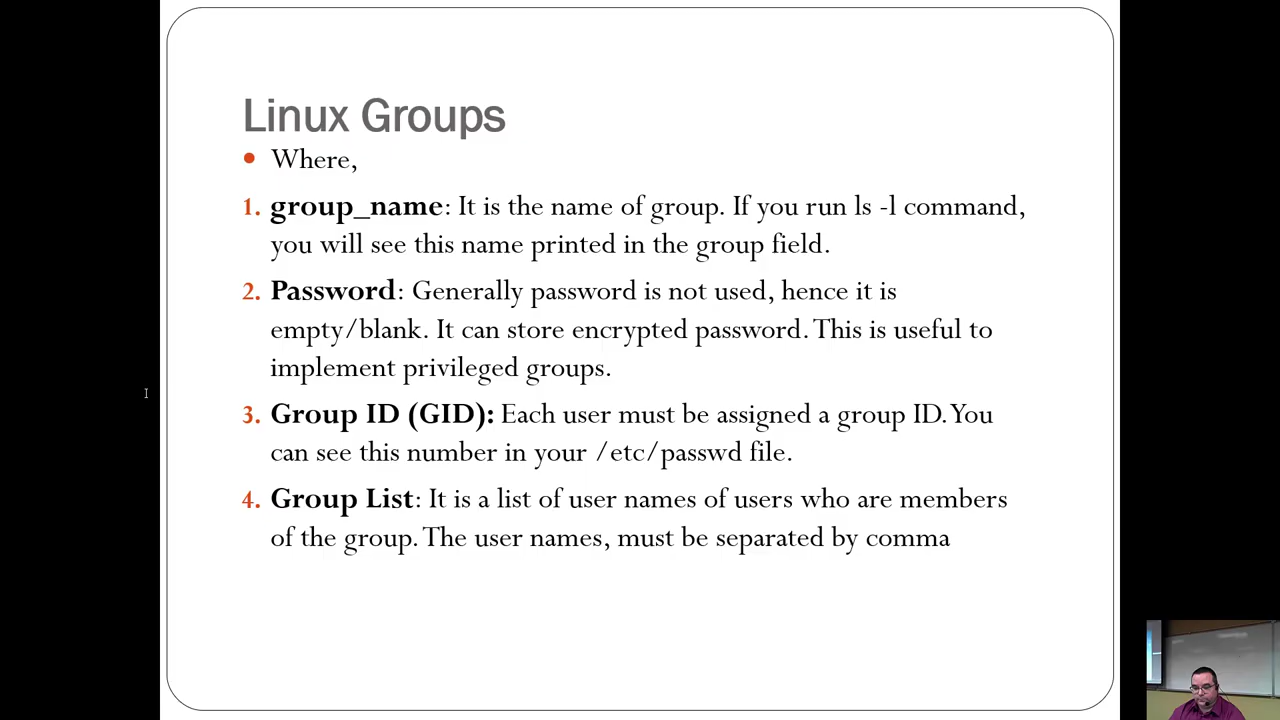 Linux Groups
• Where,
1. group_name: It is the name of group. If you run ls -l command,
you will see this name printed in the group field.
2. Password: Generally password is not used, hence it is
empty/blank. It can store encrypted password. This is useful to
implement privileged groups.
3. Group ID (GID): Each user must be assigned a group ID. You
can see this number in your /etc/passwd file.
4. Group List: It is a list of user names of users who are members
of the group. The user names, must be separated by comma